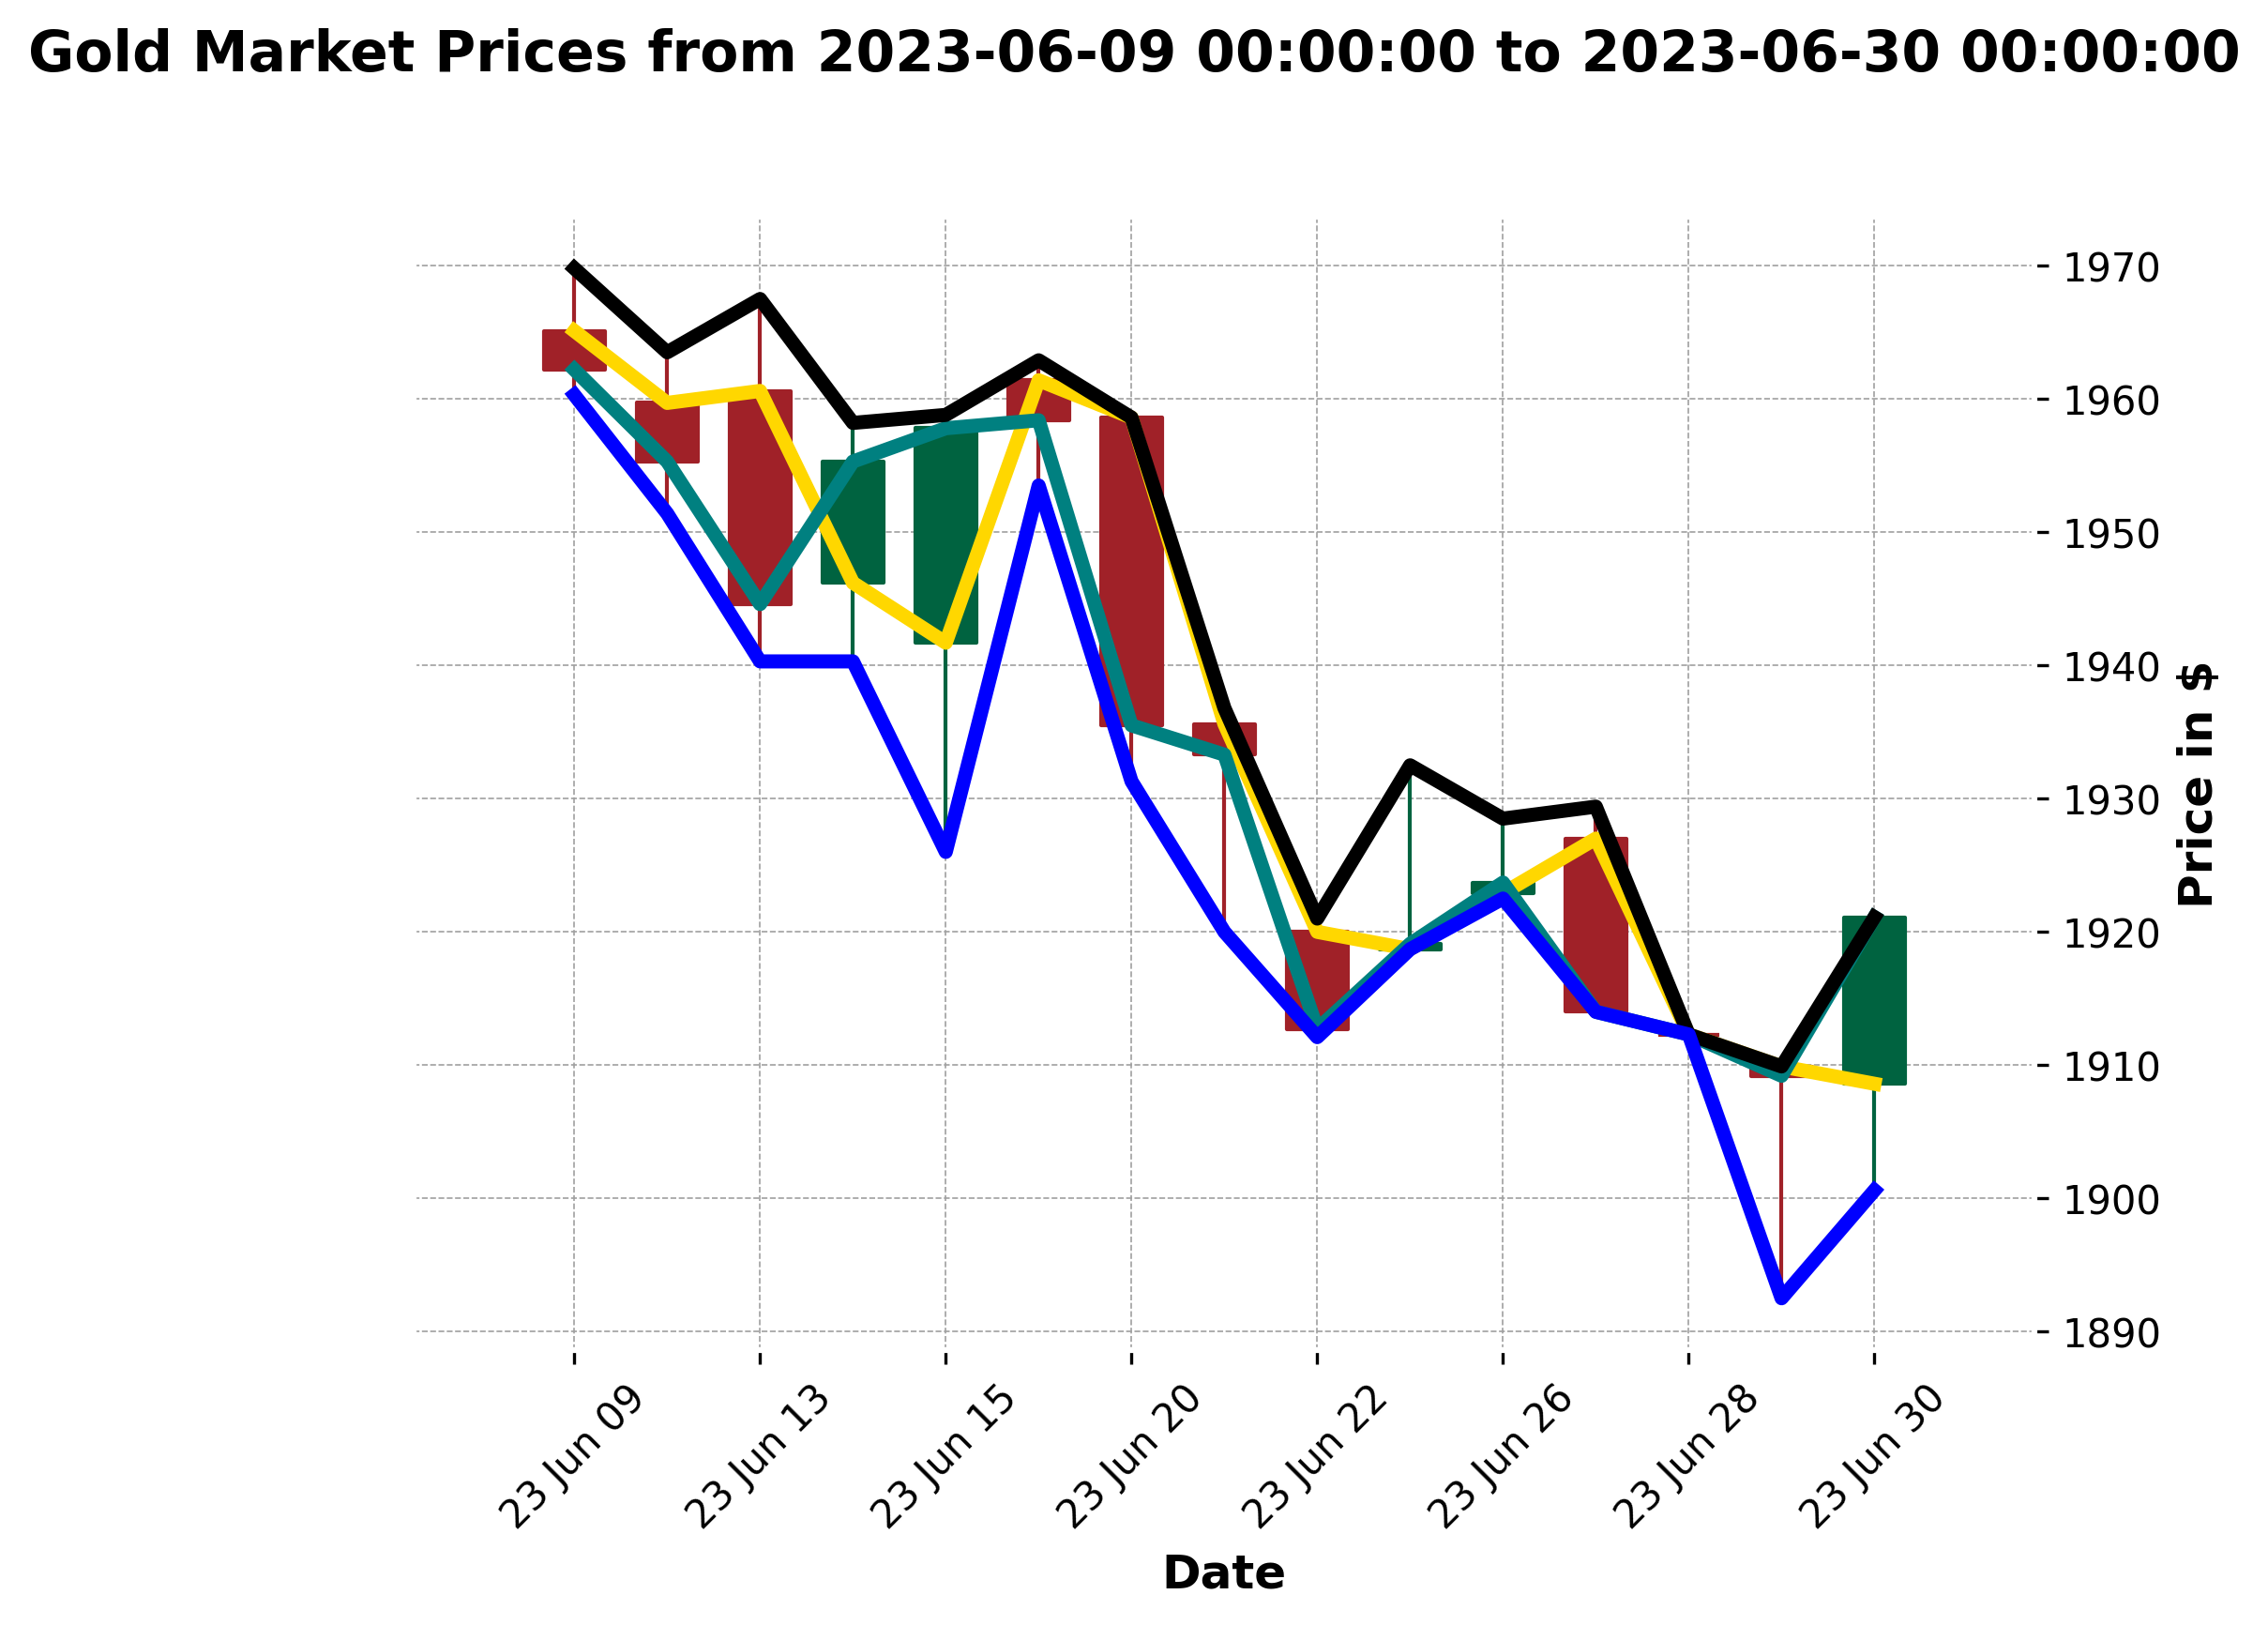 Gold Market Prices from 2023-06-09 00:00:00 to 2023-06-30 00:00:00
1970
1960
1950
1940
1930
1920
1910
1900
1890
Price in $
23 Jun 09
23 Jun 13
23 Jun 15
23 Jun 20
23 Jun 22
23 Jun 26
23 Jun 28
23 Jun 30
Date